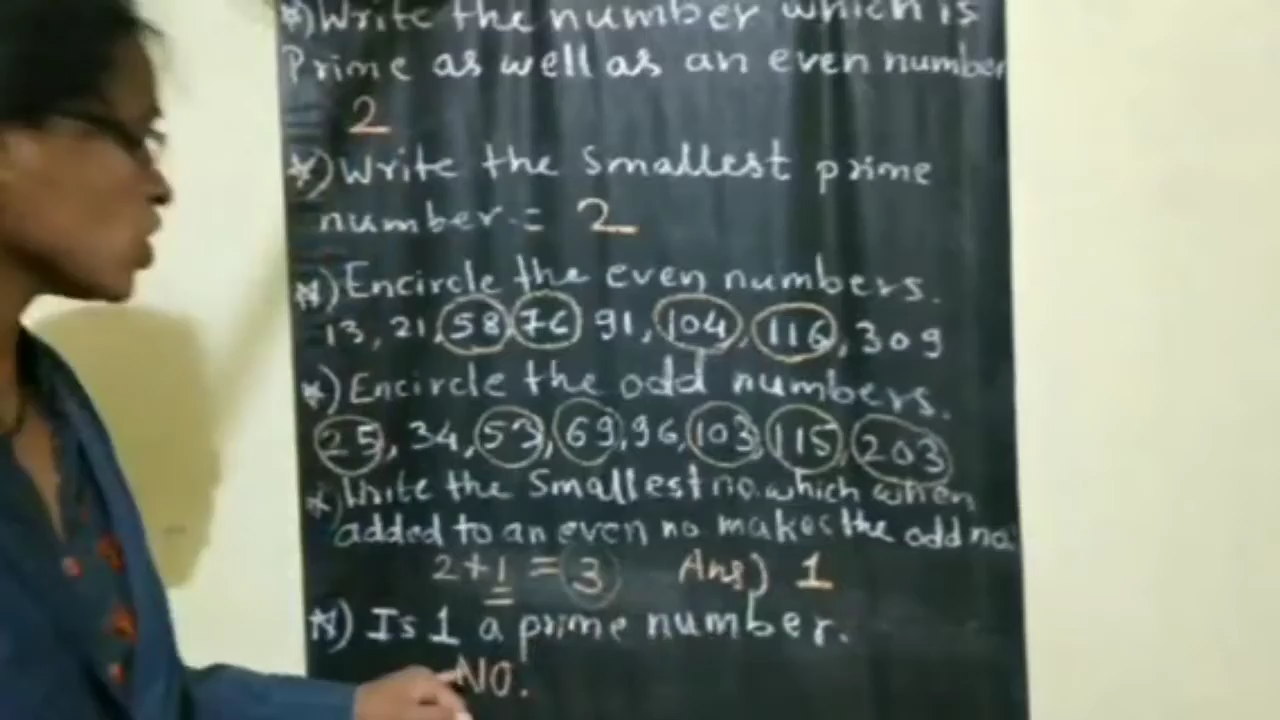 *)Write the number which is
Prime as well as an even number
2
*)Write the smallest prime
number.= 2
*)Encircle the even numbers.
13, 21, 58, 76 91, 104, 116, 309
*)Encircle the odd numbers.
25, 34, 53, 69, 96, 103, 115, 203
*)Write the smallest no. which when
added to an even no makes the odd no.
2+1 = 3 Ans) 1
*) Is 1 a prime number.
NO.